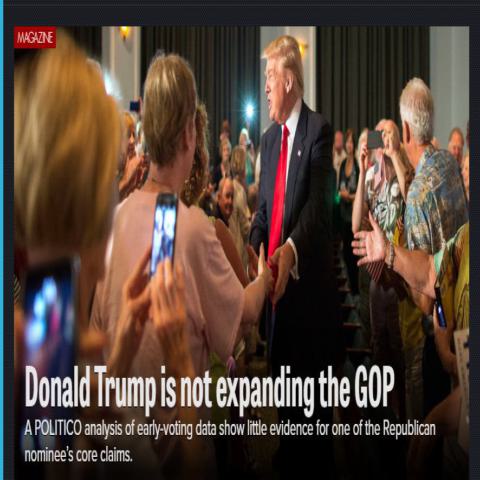 MAGAZINE
Donald Trump is not expanding the GOP
A POLITICO analysis of early-voting data show little evidence for one of the Republican
nominee's core claims.